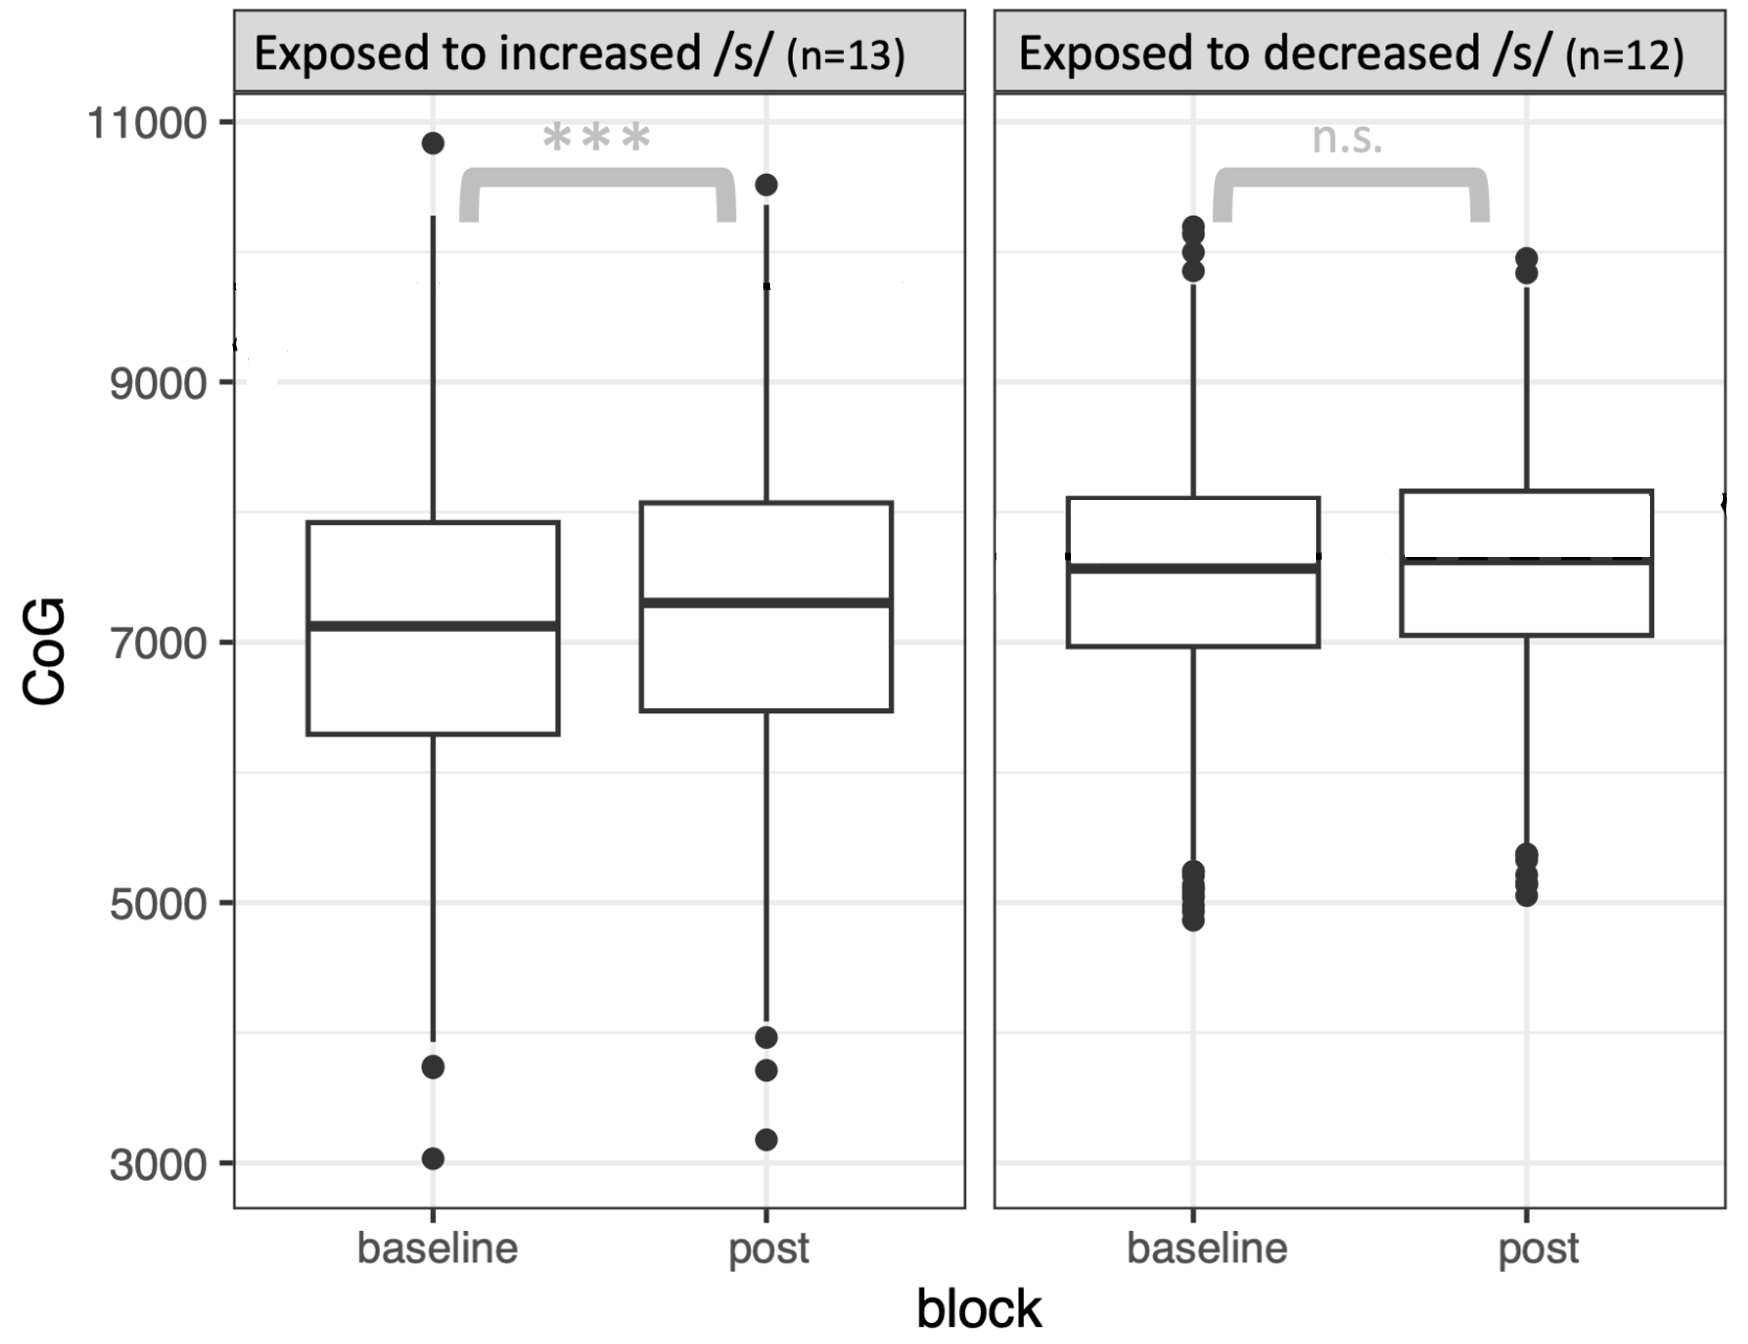 Exposed to increased /s/ (n=13)
Exposed to decreased /s/ (n=12)
***
n.s.
11000
9000
7000
5000
3000
CoG
baseline
post
baseline
post
block